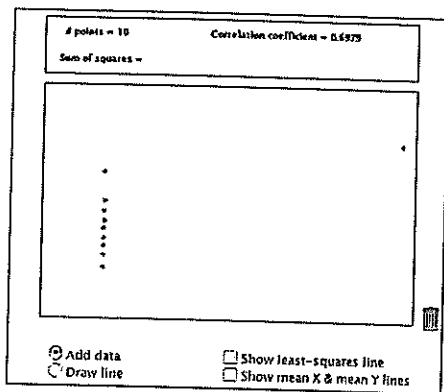 # points = 10 Correlation coefficient = 0.6979
Sum of squares =
Add data
Draw line
Show least-squares line
Show mean X & mean Y lines